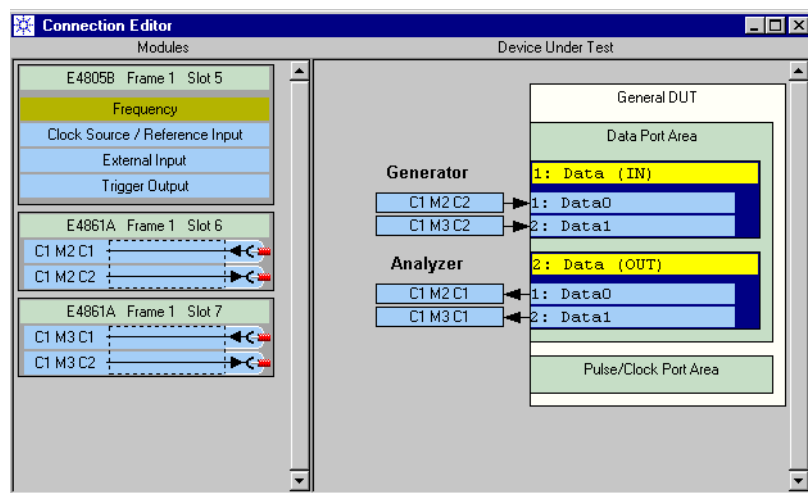 Connection Editor
Modules
Device Under Test
E4805B Frame 1 Slot 5
Frequency
Clock Source / Reference Input
External Input
Trigger Output
E4861A Frame 1 Slot 6
C1 M2 C1
C1 M2 C2
E4861A Frame 1 Slot 7
C1 M3 C1
C1 M3 C2
General DUT
Data Port Area
Generator
1: Data (IN)
C1 M2 C2
1: Data0
C1 M3 C2
2: Data1
Analyzer
2: Data (OUT)
C1 M2 C1
1: Data0
C1 M3 C1
2: Data1
Pulse/Clock Port Area